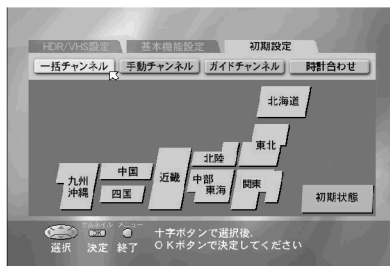 HDR/VHS設定 基本機能設定 初期設定
一括チャンネル 手動チャンネル ガイドチャンネル 時計合わせ
北海道
東北
北陸
中国 近畿 中部 関東
九州 東海
沖縄 四国 初期状態
十字ボタンで選択後、
選択 決定 終了 OKボタンで決定してください